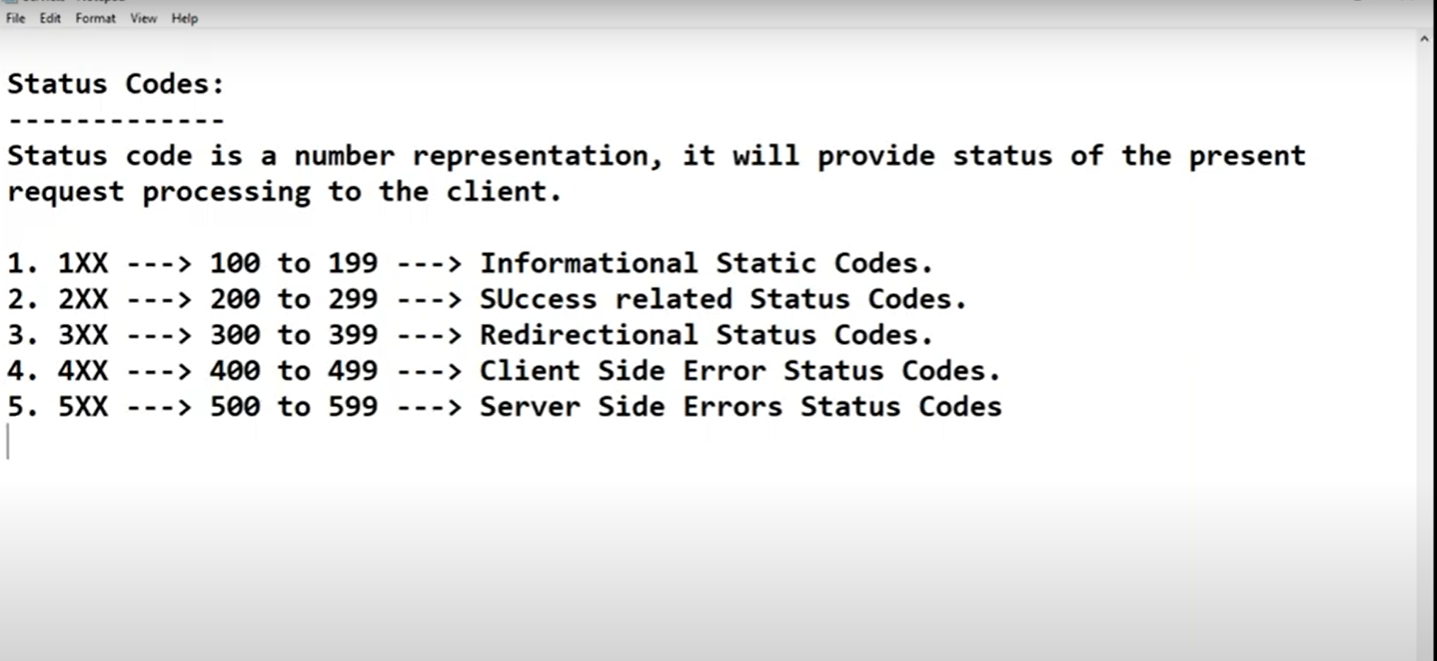 File Edit Format View Help
Status Codes:
-------------
Status code is a number representation, it will provide status of the present
request processing to the client.
1. 1XX ---> 100 to 199 ---> Informational Static Codes.
2. 2XX ---> 200 to 299 ---> SUccess related Status Codes.
3. 3XX ---> 300 to 399 ---> Redirectional Status Codes.
4. 4XX ---> 400 to 499 ---> Client Side Error Status Codes.
5. 5XX ---> 500 to 599 ---> Server Side Errors Status Codes